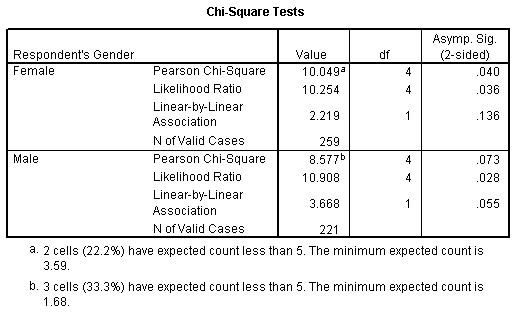 Chi-Square Tests
Respondent's Gender Value df Asymp. Sig. (2-sided)
Female Pearson Chi-Square 10.049a 4 .040
Likelihood Ratio 10.254 4 .036
Linear-by-Linear Association 2.219 1 .136
N of Valid Cases 259
Male Pearson Chi-Square 8.577b 4 .073
Likelihood Ratio 10.908 4 .028
Linear-by-Linear Association 3.668 1 .055
N of Valid Cases 221
a. 2 cells (22.2%) have expected count less than 5. The minimum expected count is
3.59.
b. 3 cells (33.3%) have expected count less than 5. The minimum expected count is
1.68.